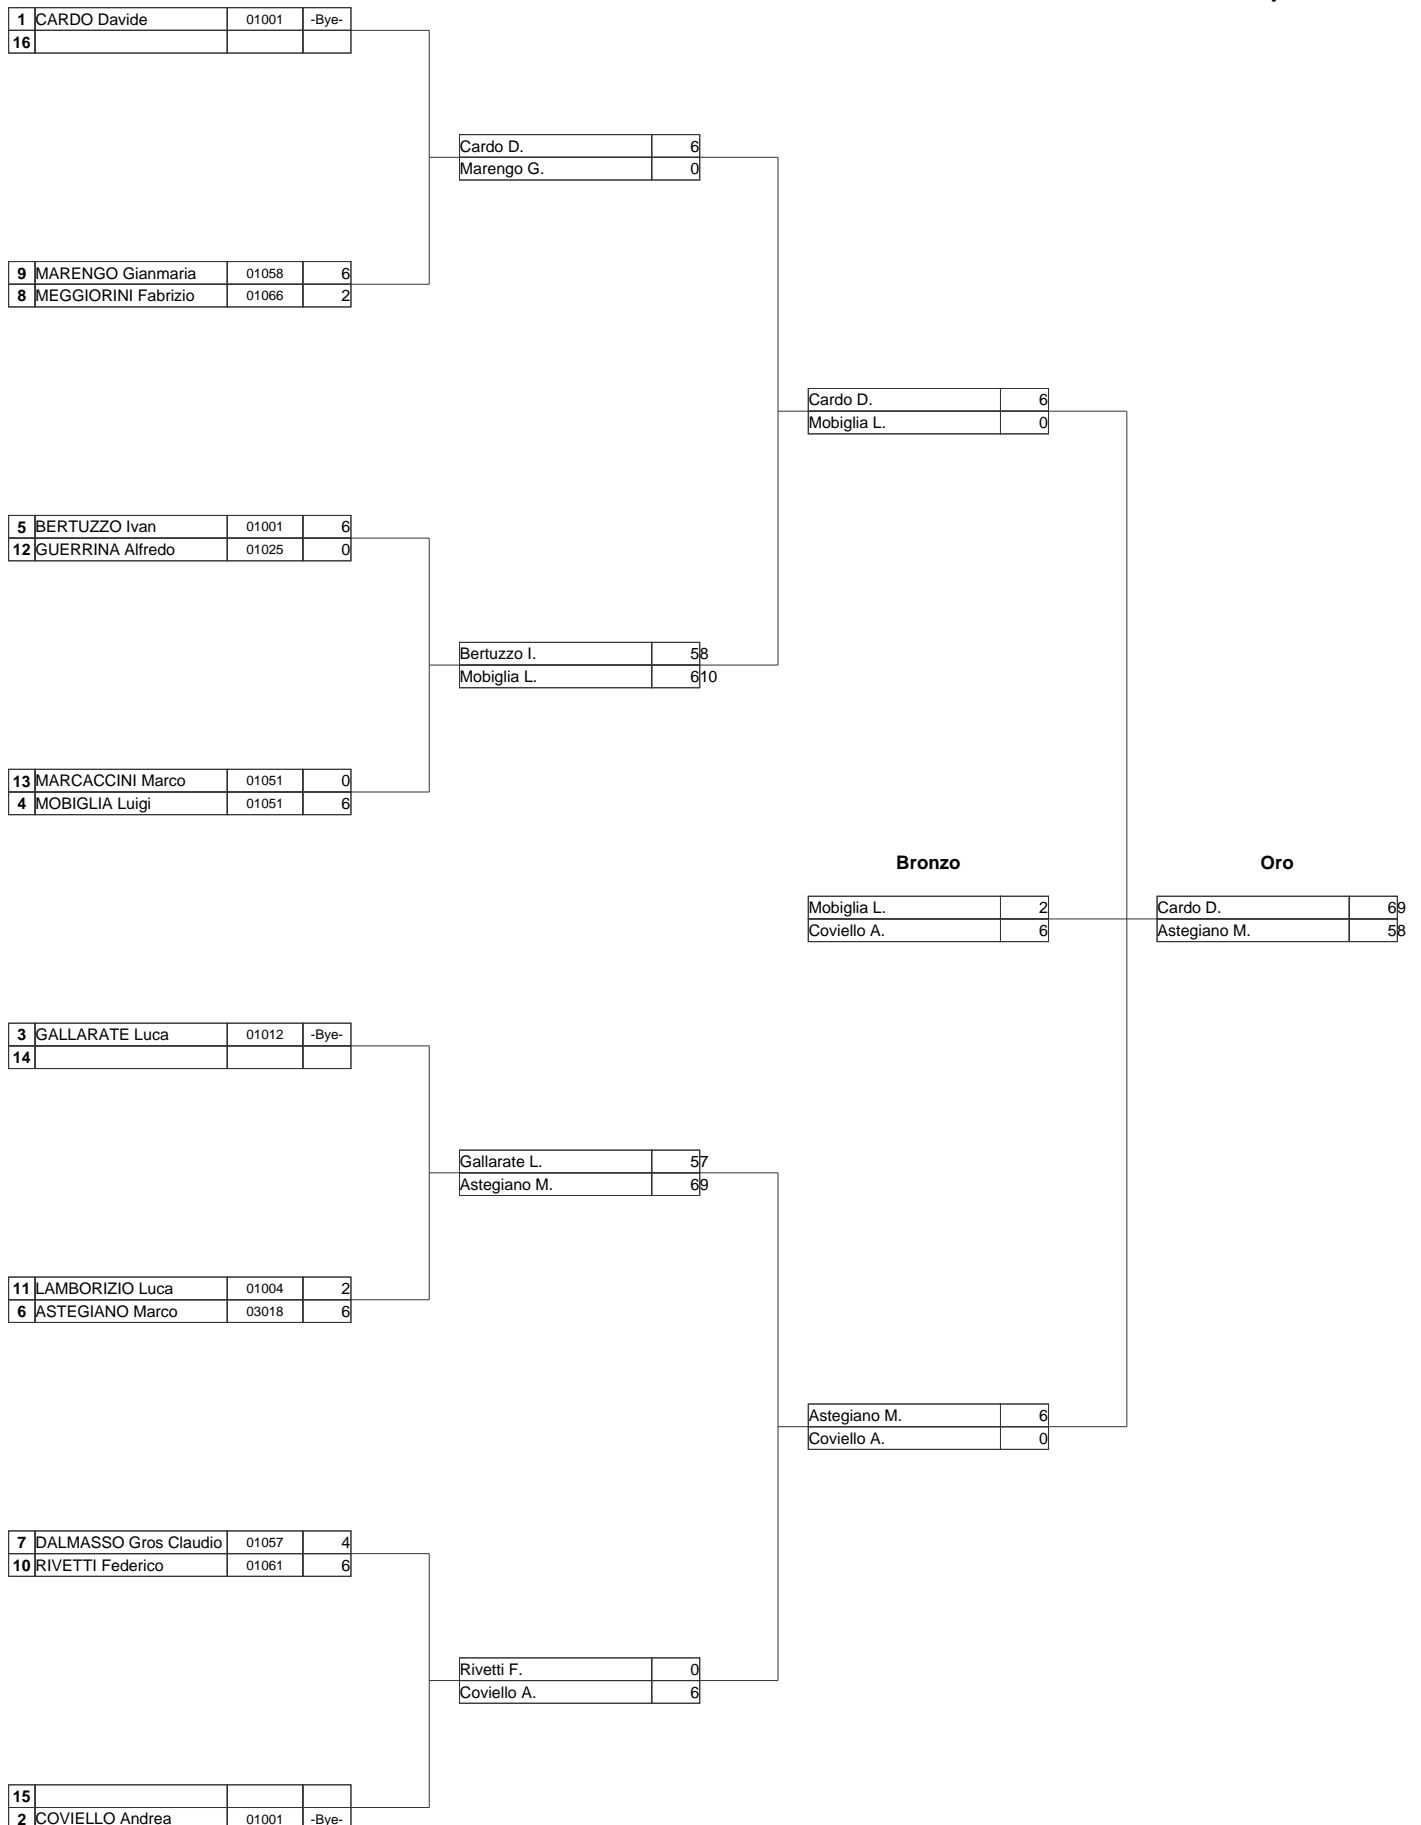 1 CARDO Davide 01001 -Bye-
16
Cardo D. 6
Marengo G. 0
9 MARENGO Gianmaria 01058 6
8 MEGGIORINI Fabrizio 01066 2
Cardo D. 6
Mobiglia L. 0
5 BERTUZZO Ivan 01001 6
12 GUERRINA Alfredo 01025 0
Bertuzzo I. 5 8
Mobiglia L. 6 10
13 MARCACCINI Marco 01051 0
4 MOBIGLIA Luigi 01051 6
Bronzo Oro
Mobiglia L. 2 Cardo D. 6 9
Coviello A. 6 Astegiano M. 5 8
3 GALLARATE Luca 01012 -Bye-
14
Gallarate L. 5 7
Astegiano M. 6 9
11 LAMBORIZIO Luca 01004 2
6 ASTEGIANO Marco 03018 6
Astegiano M. 6
Coviello A. 0
7 DALMASSO Gros Claudio 01057 4
10 RIVETTI Federico 01061 6
Rivetti F. 0
Coviello A. 6
15
2 COVIELLO Andrea 01001 -Bye-